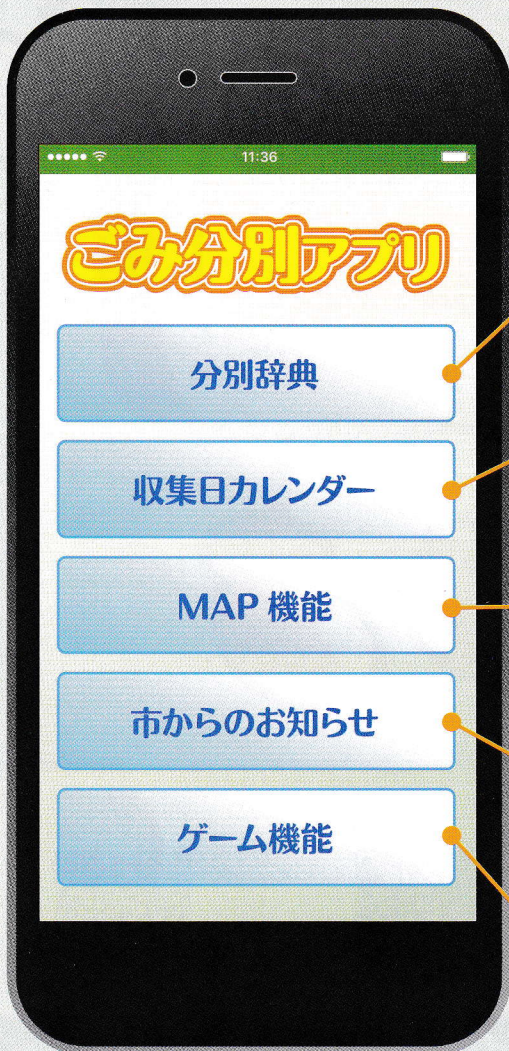 11:36
ごみ分別アプリ
分別辞典
収集日カレンダー
MAP 機能
市からのお知らせ
ゲーム機能